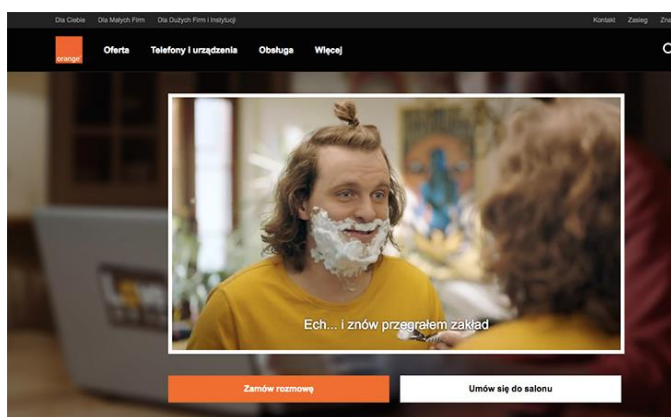 Dla Ciebie Dla Małych Firm Dla Dużych Firm i Instytucji Kontakt Zasięg
orange Oferta Telefony i urządzenia Obsługa Więcej
Ech... i znów przegrałem zakład
Zamów rozmowę Umów się do salonu